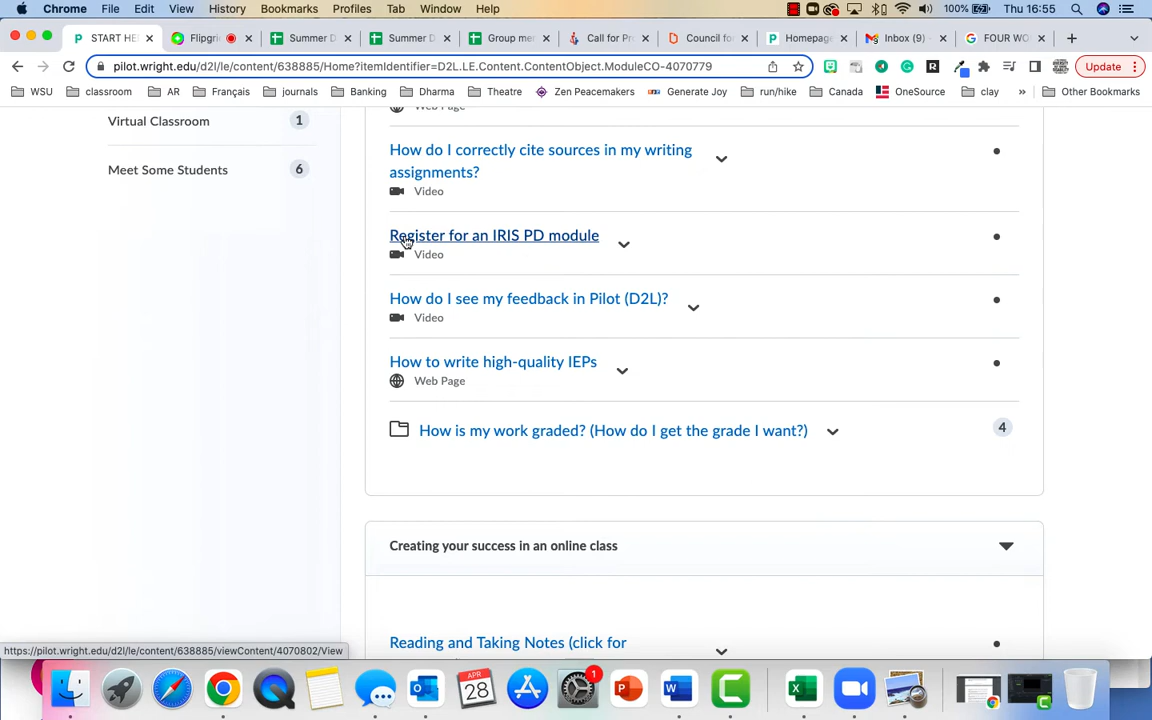 Chrome File Edit View History Bookmarks Profiles Tab Window Help 100% Thu 16:55
START HE Flipgri Summer D Summer D Group me Call for Pr Council for Homepage Inbox (9) FOUR WO
pilot.wright.edu/d2l/le/content/638885/Home?itemIdentifier=D2L.LE.Content.ContentObject.ModuleCO-4070779 Update
WSU classroom AR Français journals Banking Dharma Theatre Zen Peacemakers Generate Joy run/hike Canada OneSource clay » Other Bookmarks
Web Page
Virtual Classroom 1
How do I correctly cite sources in my writing
assignments?
Meet Some Students 6
Video
Register for an IRIS PD module
Video
How do I see my feedback in Pilot (D2L)?
Video
How to write high-quality IEPs
Web Page
How is my work graded? (How do I get the grade I want?) 4
Creating your success in an online class
Reading and Taking Notes (click for
https://pilot.wright.edu/d2l/le/content/638885/viewContent/4070802/View
APR
28
1